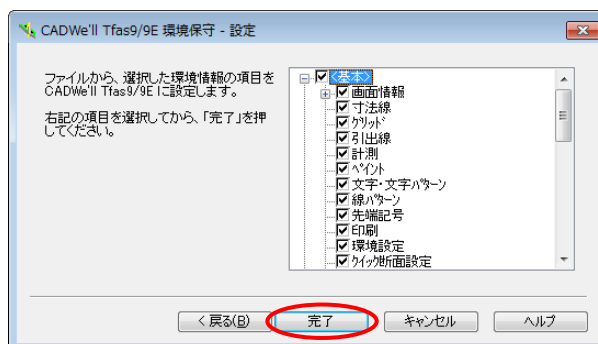 CADWe'll Tfas9/9E 環境保守 - 設定
ファイルから、選択した環境情報の項目を
CADWe'll Tfas9/9E に設定します。
右記の項目を選択してから、「完了」を押
してください。
<基本>
画面情報
寸法線
グリッド
引出線
計測
ペイント
文字・文字パターン
線パターン
先端記号
印刷
環境設定
クイック断面設定
< 戻る(B)
完了
キャンセル
ヘルプ